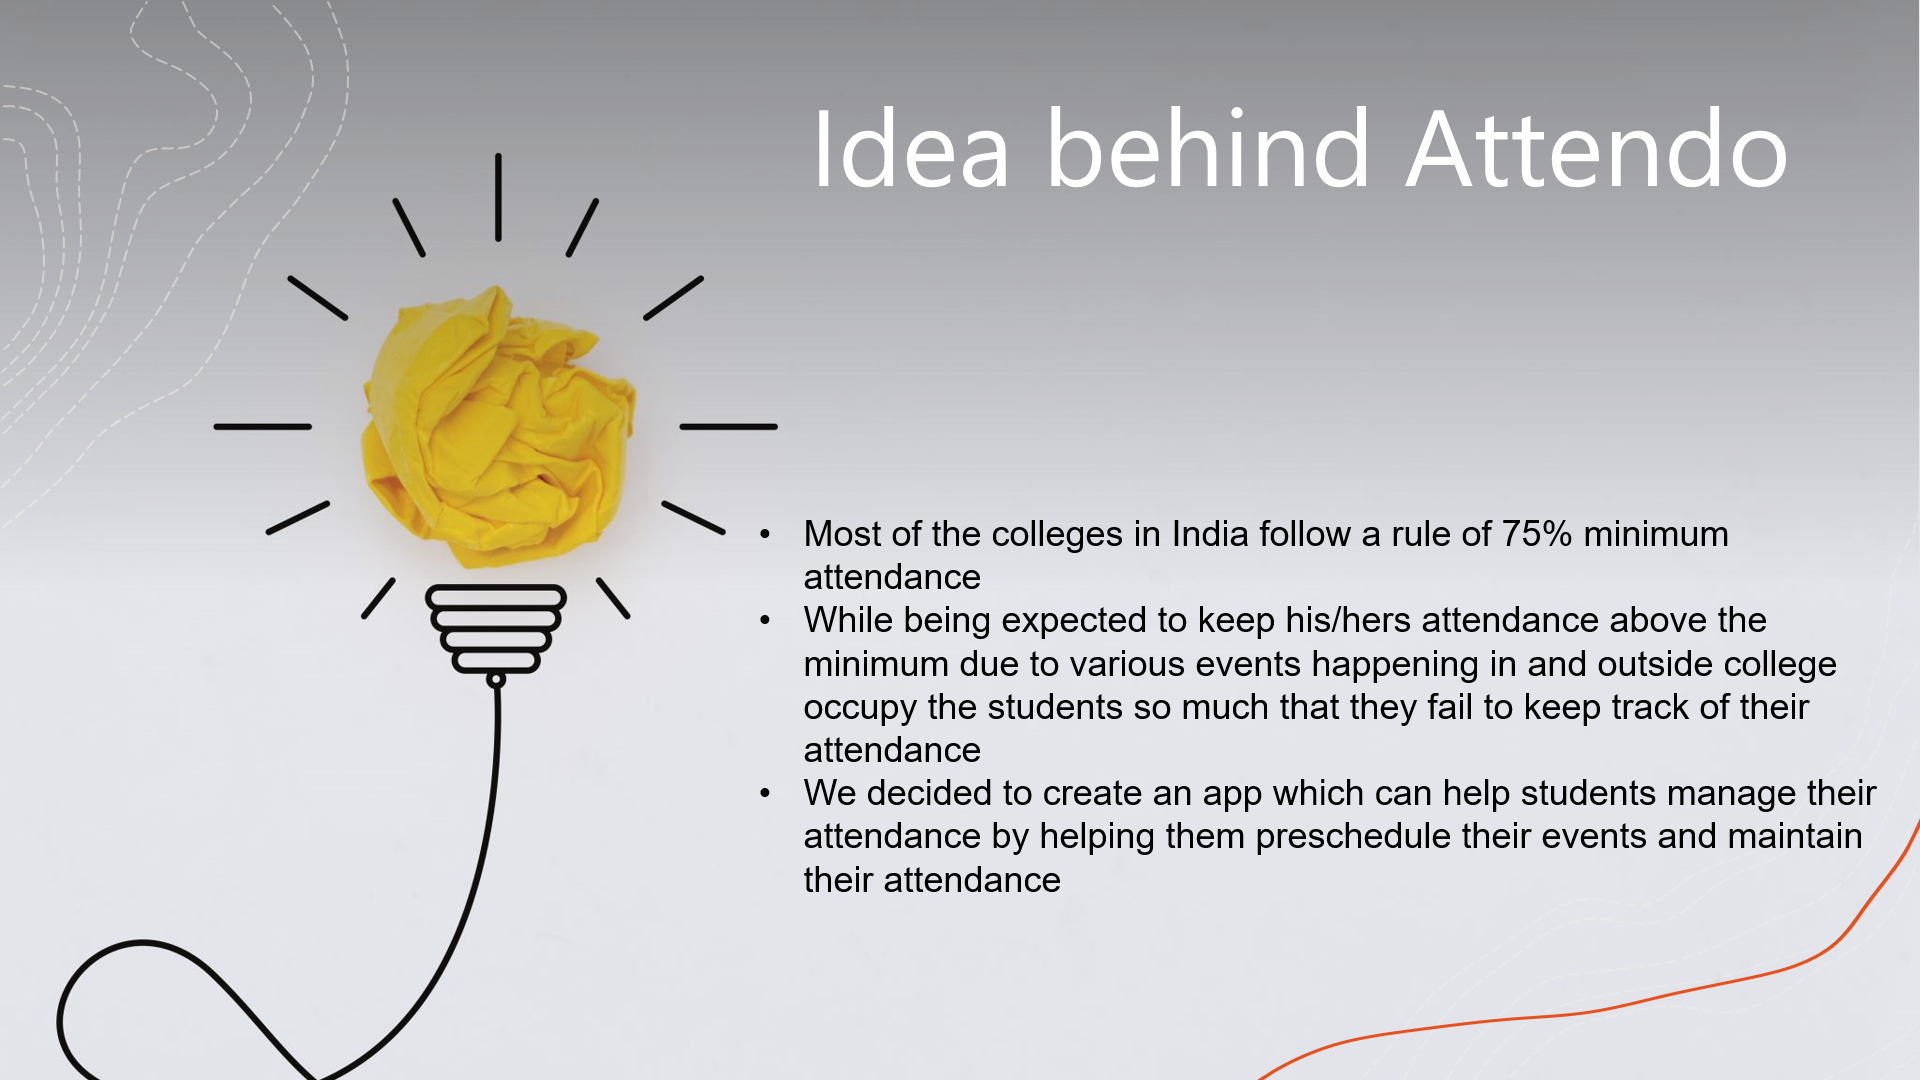 Idea behind Attendo
• Most of the colleges in India follow a rule of 75% minimum
attendance
• While being expected to keep his/hers attendance above the
minimum due to various events happening in and outside college
occupy the students so much that they fail to keep track of their
attendance
• We decided to create an app which can help students manage their
attendance by helping them preschedule their events and maintain
their attendance